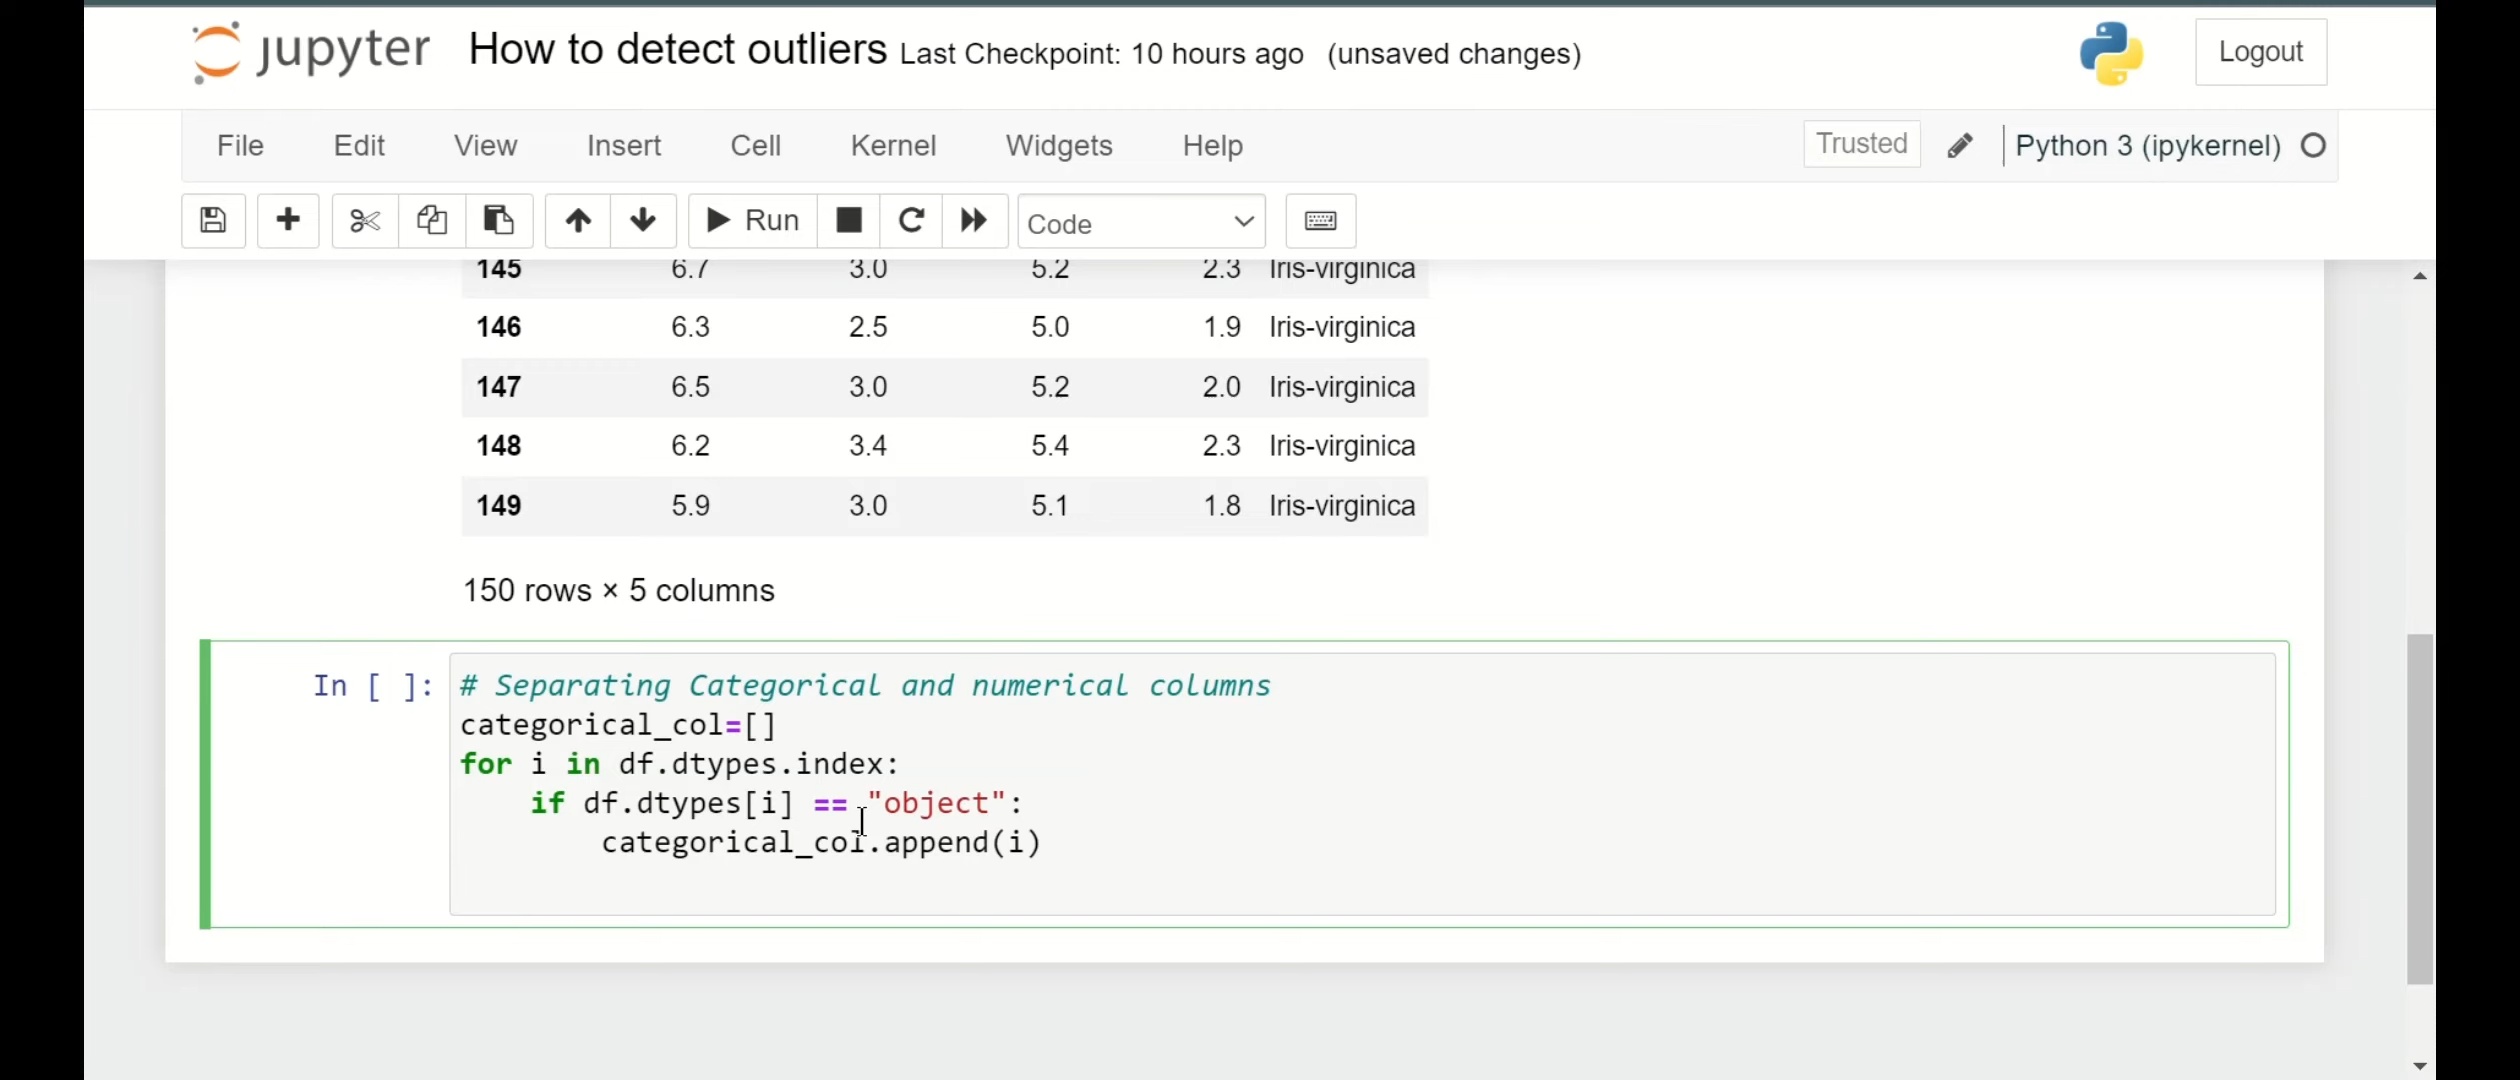 jupyter How to detect outliers Last Checkpoint: 10 hours ago (unsaved changes) Logout
File Edit View Insert Cell Kernel Widgets Help Trusted Python 3 (ipykernel)
Run Code
145 6.7 3.0 5.2 2.3 Iris-virginica
146 6.3 2.5 5.0 1.9 Iris-virginica
147 6.5 3.0 5.2 2.0 Iris-virginica
148 6.2 3.4 5.4 2.3 Iris-virginica
149 5.9 3.0 5.1 1.8 Iris-virginica
150 rows × 5 columns
In [ ]: # Separating Categorical and numerical columns
categorical_col=[]
for i in df.dtypes.index:
    if df.dtypes[i] == "object":
        categorical_col.append(i)